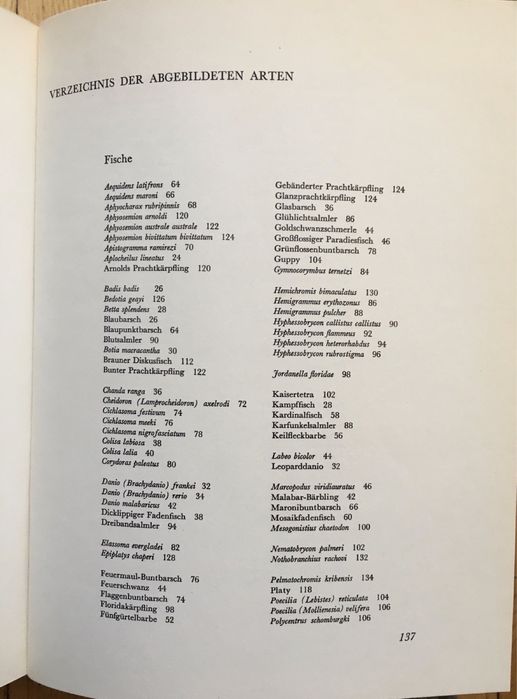 VERZEICHNIS DER ABGEBILDETEN ARTEN
Fische
Aequidens latifrons 64
Aequidens maroni 66
Aphyocharax rubripinnis 68
Aphyosemion arnoldi 120
Aphyosemion australe australe 122
Aphyosemion bivittatum bivittatum 124
Apistogramma ramirezi 70
Aplocheilus lineatus 24
Arnolds Prachtkärpfling 120
Badis badis 26
Bedotia geayi 126
Betta splendens 28
Blaubarsch 26
Blaupunktbarsch 64
Blutsalmler 90
Botia macracantha 30
Brauner Diskusfisch 112
Bunter Prachtkärpfling 122
Chanda ranga 36
Cheirodon (Lamprocheirodon) axelrodi 72
Cichlasoma festivum 74
Cichlasoma meeki 76
Cichlasoma nigrofasciatum 78
Colisa labiosa 38
Colisa lalia 40
Corydoras paleatus 80
Danio (Brachydanio) frankei 32
Danio (Brachydanio) rerio 34
Danio malabaricus 42
Dicklippiger Fadenfisch 38
Dreibandsalmler 94
Elassoma evergladei 82
Epiplatys chaperi 128
Feuermaul-Buntbarsch 76
Feuerschwanz 44
Flaggenbuntbarsch 74
Floridakärpfling 98
Fünfgürtelbarbe 52
Gebänderter Prachtkärpfling 124
Glanzprachtkärpfling 124
Glasbarsch 36
Glühlichtsalmler 86
Goldschwanzschmerle 44
Großflossiger Paradiesfisch 46
Grünflossenbuntbarsch 78
Guppy 104
Gymnocorymbus ternetzi 84
Hemichromis bimaculatus 130
Hemigrammus erythozonus 86
Hemigrammus pulcher 88
Hyphessobrycon callistus callistus 90
Hyphessobrycon flammeus 92
Hyphessobrycon heterorhabdus 94
Hyphessobrycon rubrostigma 96
Jordanella floridae 98
Kaisertetra 102
Kampffisch 28
Kardinalfisch 58
Karfunkelsalmler 88
Keilfleckbarbe 56
Labeo bicolor 44
Leoparddanio 32
Marcopodus viridiauratus 46
Malabar-Bärbling 42
Maronibuntbarsch 66
Mosaikfadenfisch 60
Mesogonistius chaetodon 100
Nematobrycon palmeri 102
Nothobranchius rachovi 132
Pelmatochromis kribensis 134
Platy 118
Poecilia (Lebistes) reticulata 104
Poecilia (Mollienesia) velifera 106
Polycentrus schomburgki 106
137